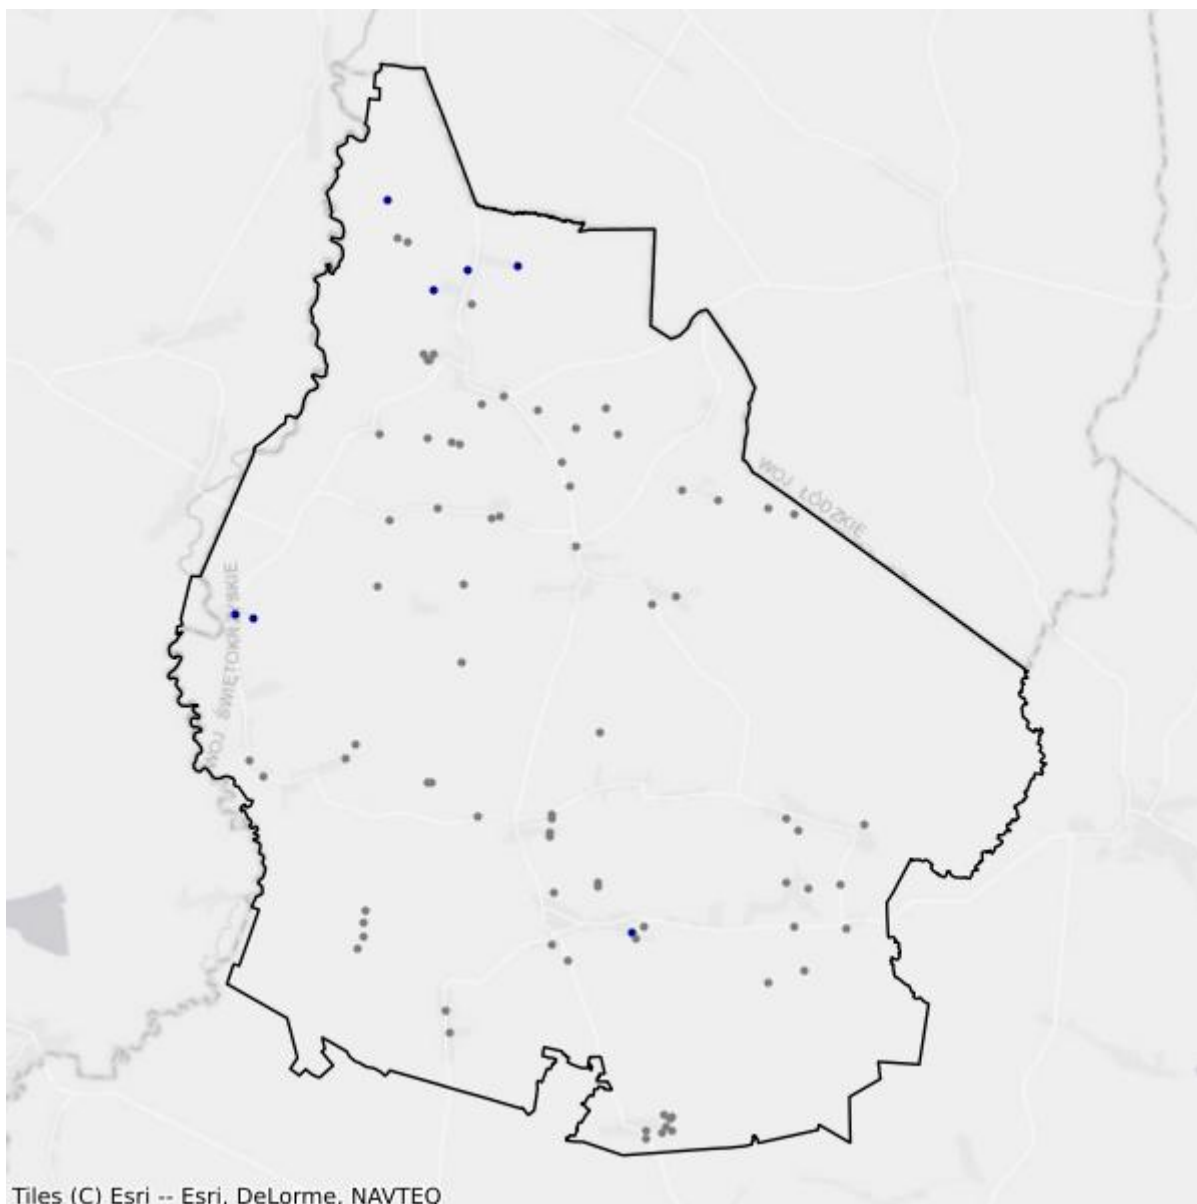 WOJ. ŁÓDZKIE
WOJ. ŚWIĘTOKRZYSKIE
Tiles (C) Esri -- Esri, DeLorme, NAVTEQ